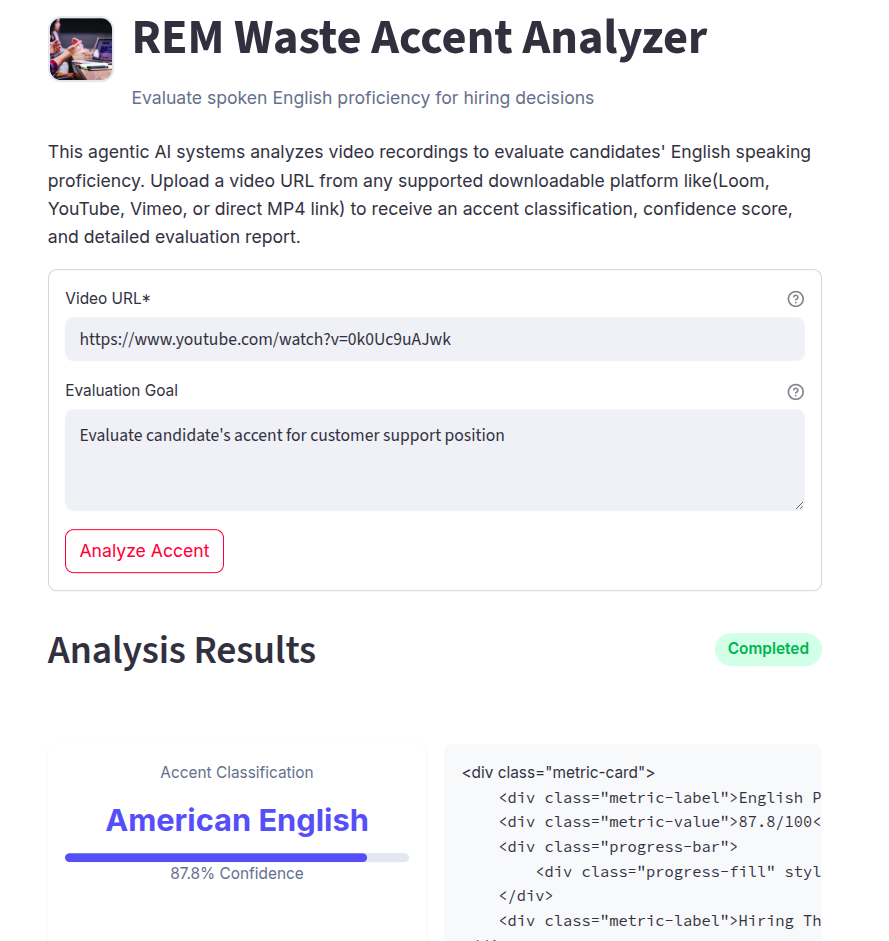 REM Waste Accent Analyzer
Evaluate spoken English proficiency for hiring decisions
This agentic AI systems analyzes video recordings to evaluate candidates' English speaking
proficiency. Upload a video URL from any supported downloadable platform like(Loom,
YouTube, Vimeo, or direct MP4 link) to receive an accent classification, confidence score,
and detailed evaluation report.
Video URL*
https://www.youtube.com/watch?v=0k0Uc9uAJwk
Evaluation Goal
Evaluate candidate's accent for customer support position
Analyze Accent
Analysis Results
Completed
Accent Classification
American English
87.8% Confidence
<div class="metric-card">
<div class="metric-label">English P
<div class="metric-value">87.8/100<
<div class="progress-bar">
<div class="progress-fill" styl
</div>
<div class="metric-label">Hiring Th